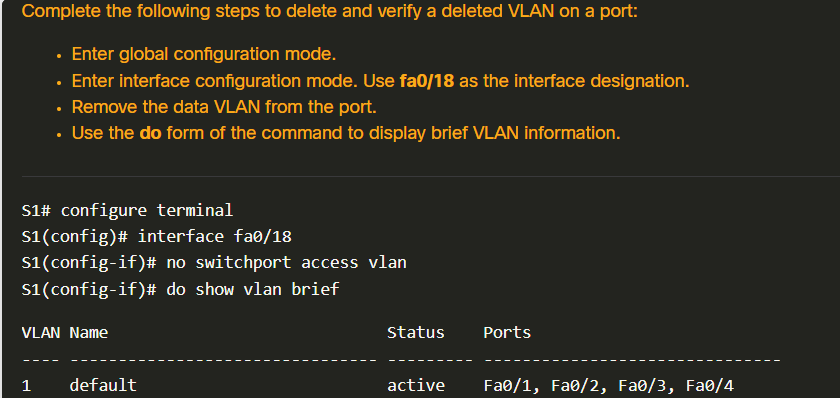 Complete the following steps to delete and verify a deleted VLAN on a port:
• Enter global configuration mode.
• Enter interface configuration mode. Use fa0/18 as the interface designation.
• Remove the data VLAN from the port.
• Use the do form of the command to display brief VLAN information.
S1# configure terminal
S1(config)# interface fa0/18
S1(config-if)# no switchport access vlan
S1(config-if)# do show vlan brief
VLAN Name                             Status    Ports
---- -------------------------------- --------- -------------------------------
1    default                          active    Fa0/1, Fa0/2, Fa0/3, Fa0/4